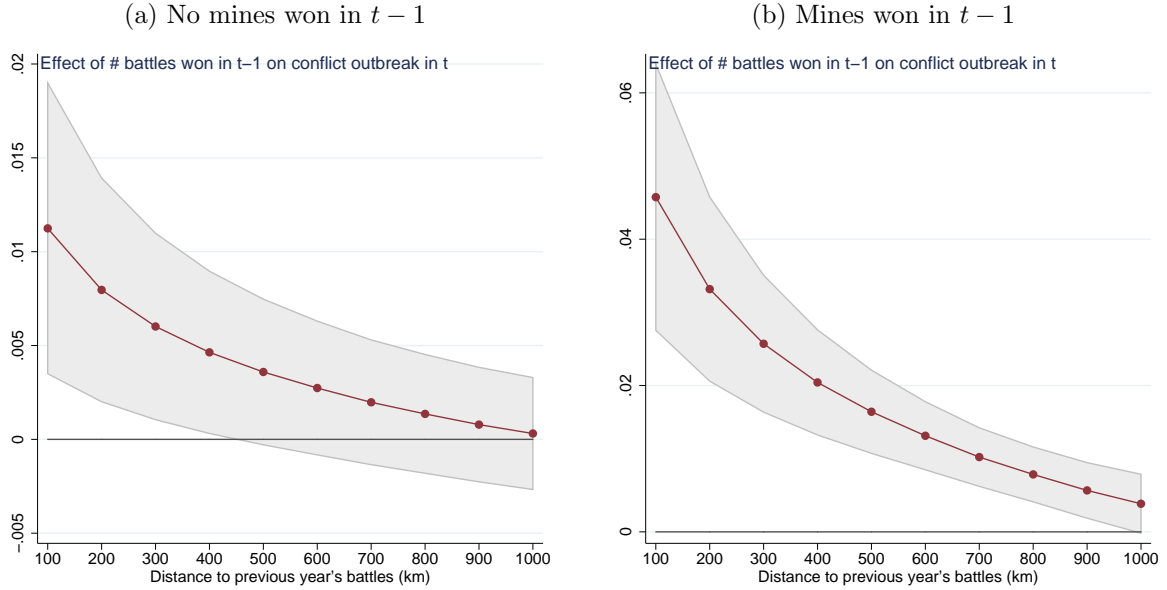 (a) No mines won in t − 1
Effect of # battles won in t−1 on conflict outbreak in t
.02
.015
.01
.005
0
−.005
100 200 300 400 500 600 700 800 900 1000
Distance to previous year's battles (km)
(b) Mines won in t − 1
Effect of # battles won in t−1 on conflict outbreak in t
.06
.04
.02
0
100 200 300 400 500 600 700 800 900 1000
Distance to previous year's battles (km)